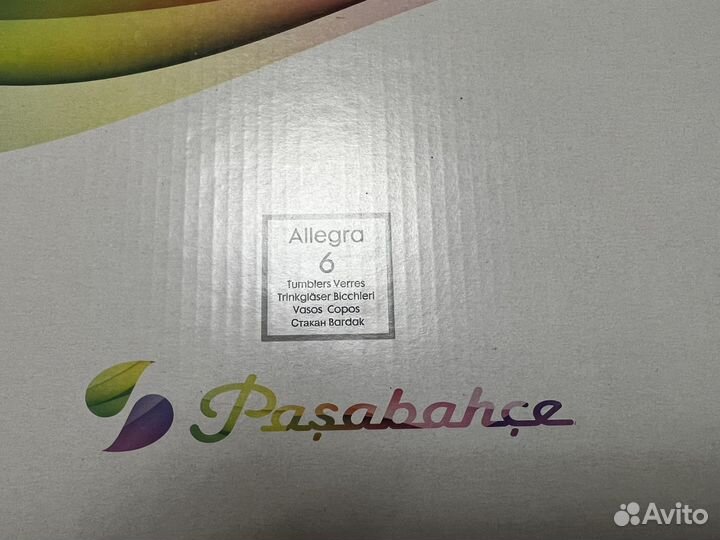 Allegra
6
Tumblers Verres
Trinkgläser Bicchieri
Vasos Copos
Стакан Bardak
Paşabahçe
Avito